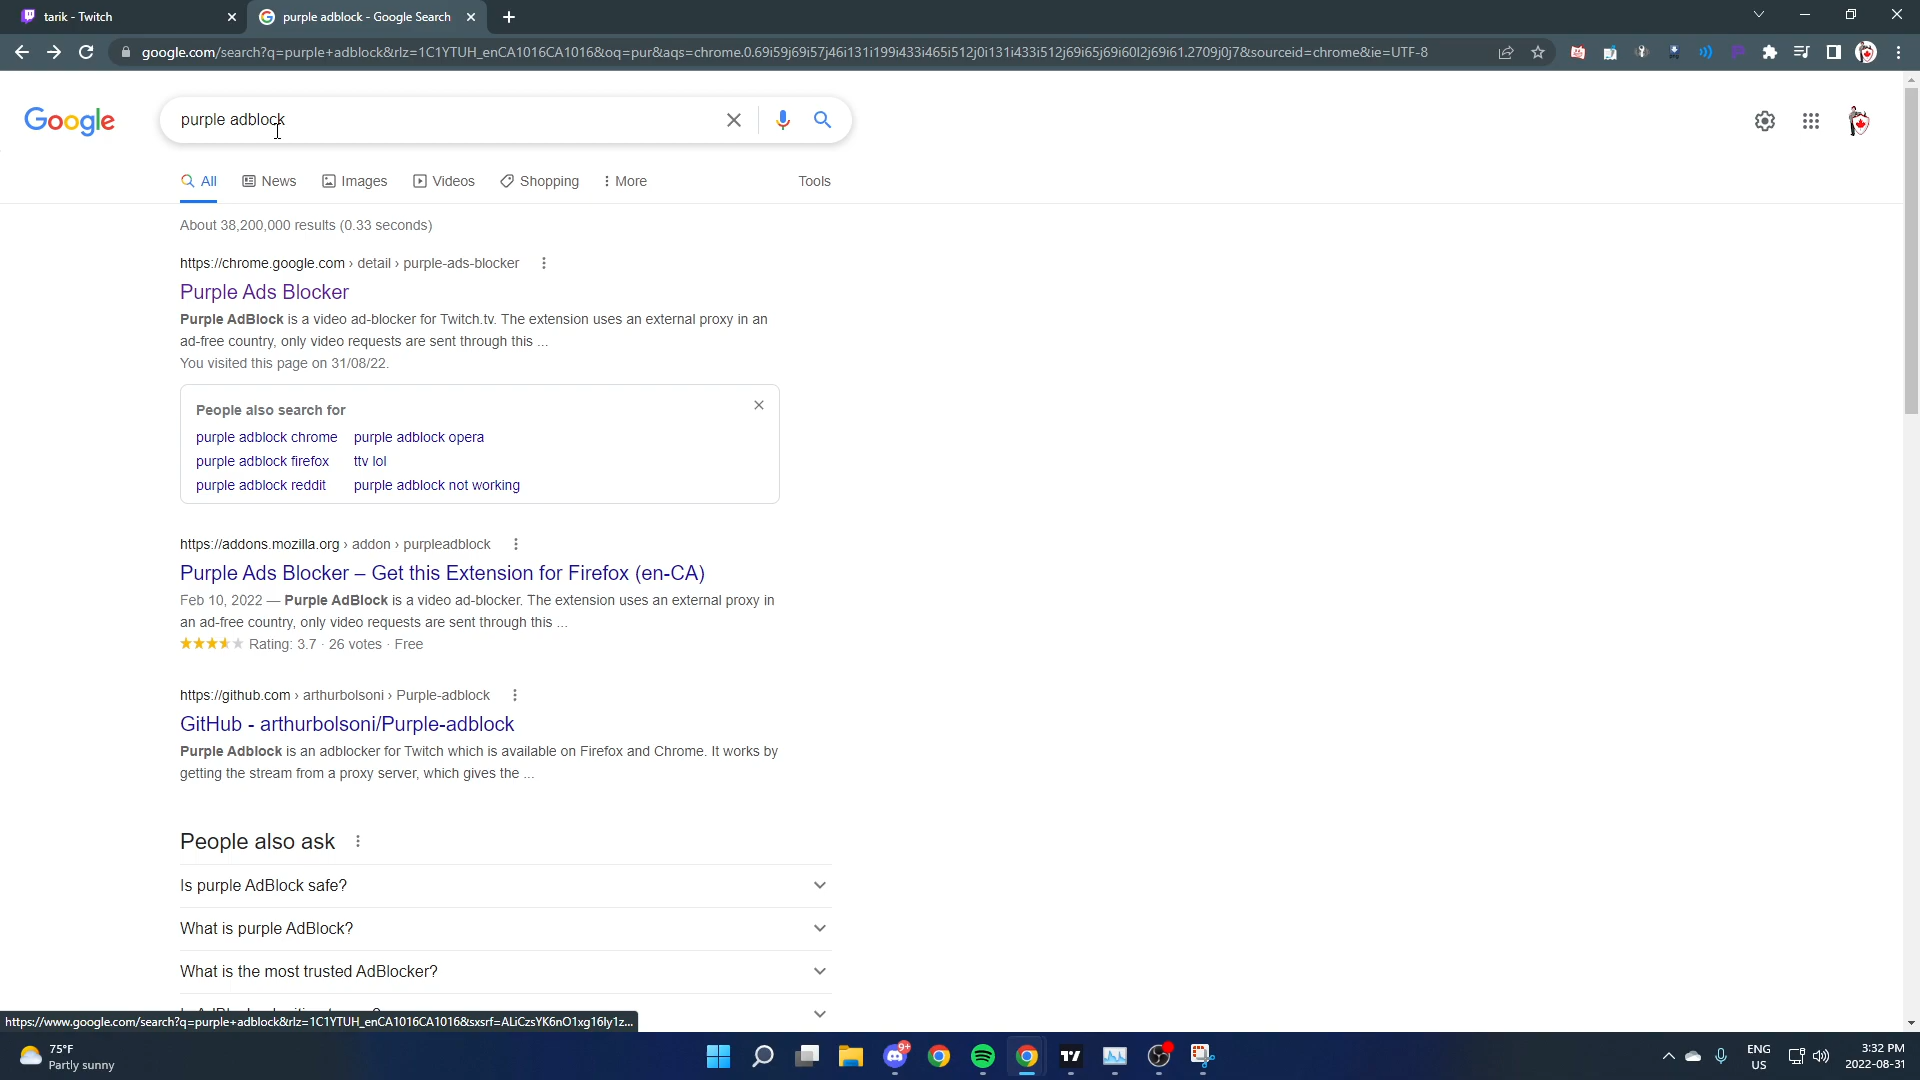 tarik - Twitch
purple adblock - Google Search
google.com/search?q=purple+adblock&rlz=1C1YTUH_enCA1016CA1016&oq=pur&aqs=chrome.0.69i59j69i57j46i131i199i433i465i512j0i131i433i512j69i65j69i60l2j69i61.2709j0j7&sourceid=chrome&ie=UTF-8
Google
purple adblock
All
News
Images
Videos
Shopping
More
Tools
About 38,200,000 results (0.33 seconds)
https://chrome.google.com › detail › purple-ads-blocker
Purple Ads Blocker
Purple AdBlock is a video ad-blocker for Twitch.tv. The extension uses an external proxy in an
ad-free country, only video requests are sent through this ...
You visited this page on 31/08/22.
People also search for
purple adblock chrome
purple adblock opera
purple adblock firefox
ttv lol
purple adblock reddit
purple adblock not working
https://addons.mozilla.org › addon › purpleadblock
Purple Ads Blocker – Get this Extension for Firefox (en-CA)
Feb 10, 2022 — Purple AdBlock is a video ad-blocker. The extension uses an external proxy in
an ad-free country, only video requests are sent through this ...
Rating: 3.7 · 26 votes · Free
https://github.com › arthurbolsoni › Purple-adblock
GitHub - arthurbolsoni/Purple-adblock
Purple Adblock is an adblocker for Twitch which is available on Firefox and Chrome. It works by
getting the stream from a proxy server, which gives the ...
People also ask
Is purple AdBlock safe?
What is purple AdBlock?
What is the most trusted AdBlocker?
https://www.google.com/search?q=purple+adblock&rlz=1C1YTUH_enCA1016CA1016&sxsrf=ALiCzsYK6nO1xg16Iy1z...
75°F
Partly sunny
9+
ENG
US
3:32 PM
2022-08-31